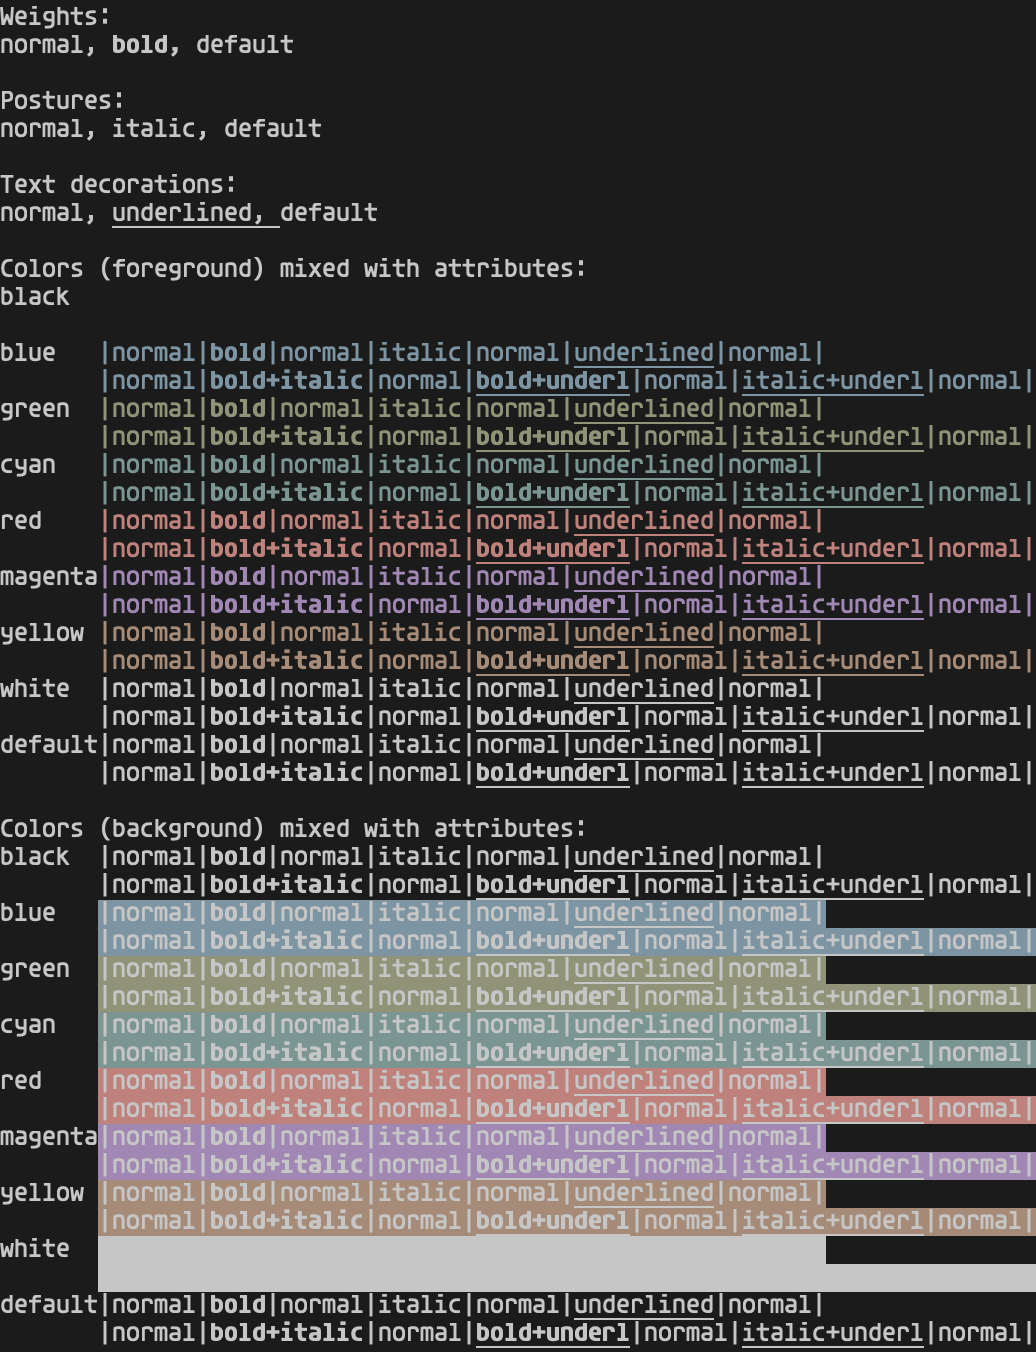 Weights:
normal, bold, default
Postures:
normal, italic, default
Text decorations:
normal, underlined, default
Colors (foreground) mixed with attributes:
black
blue   |normal|bold|normal|italic|normal|underlined|normal|
|normal|bold+italic|normal|bold+underl|normal|italic+underl|normal|
green  |normal|bold|normal|italic|normal|underlined|normal|
|normal|bold+italic|normal|bold+underl|normal|italic+underl|normal|
cyan   |normal|bold|normal|italic|normal|underlined|normal|
|normal|bold+italic|normal|bold+underl|normal|italic+underl|normal|
red    |normal|bold|normal|italic|normal|underlined|normal|
|normal|bold+italic|normal|bold+underl|normal|italic+underl|normal|
magenta|normal|bold|normal|italic|normal|underlined|normal|
|normal|bold+italic|normal|bold+underl|normal|italic+underl|normal|
yellow |normal|bold|normal|italic|normal|underlined|normal|
|normal|bold+italic|normal|bold+underl|normal|italic+underl|normal|
white  |normal|bold|normal|italic|normal|underlined|normal|
|normal|bold+italic|normal|bold+underl|normal|italic+underl|normal|
default|normal|bold|normal|italic|normal|underlined|normal|
|normal|bold+italic|normal|bold+underl|normal|italic+underl|normal|
Colors (background) mixed with attributes:
black  |normal|bold|normal|italic|normal|underlined|normal|
|normal|bold+italic|normal|bold+underl|normal|italic+underl|normal|
blue   |normal|bold|normal|italic|normal|underlined|normal|
|normal|bold+italic|normal|bold+underl|normal|italic+underl|normal|
green  |normal|bold|normal|italic|normal|underlined|normal|
|normal|bold+italic|normal|bold+underl|normal|italic+underl|normal|
cyan   |normal|bold|normal|italic|normal|underlined|normal|
|normal|bold+italic|normal|bold+underl|normal|italic+underl|normal|
red    |normal|bold|normal|italic|normal|underlined|normal|
|normal|bold+italic|normal|bold+underl|normal|italic+underl|normal|
magenta|normal|bold|normal|italic|normal|underlined|normal|
|normal|bold+italic|normal|bold+underl|normal|italic+underl|normal|
yellow |normal|bold|normal|italic|normal|underlined|normal|
|normal|bold+italic|normal|bold+underl|normal|italic+underl|normal|
white
default|normal|bold|normal|italic|normal|underlined|normal|
|normal|bold+italic|normal|bold+underl|normal|italic+underl|normal|